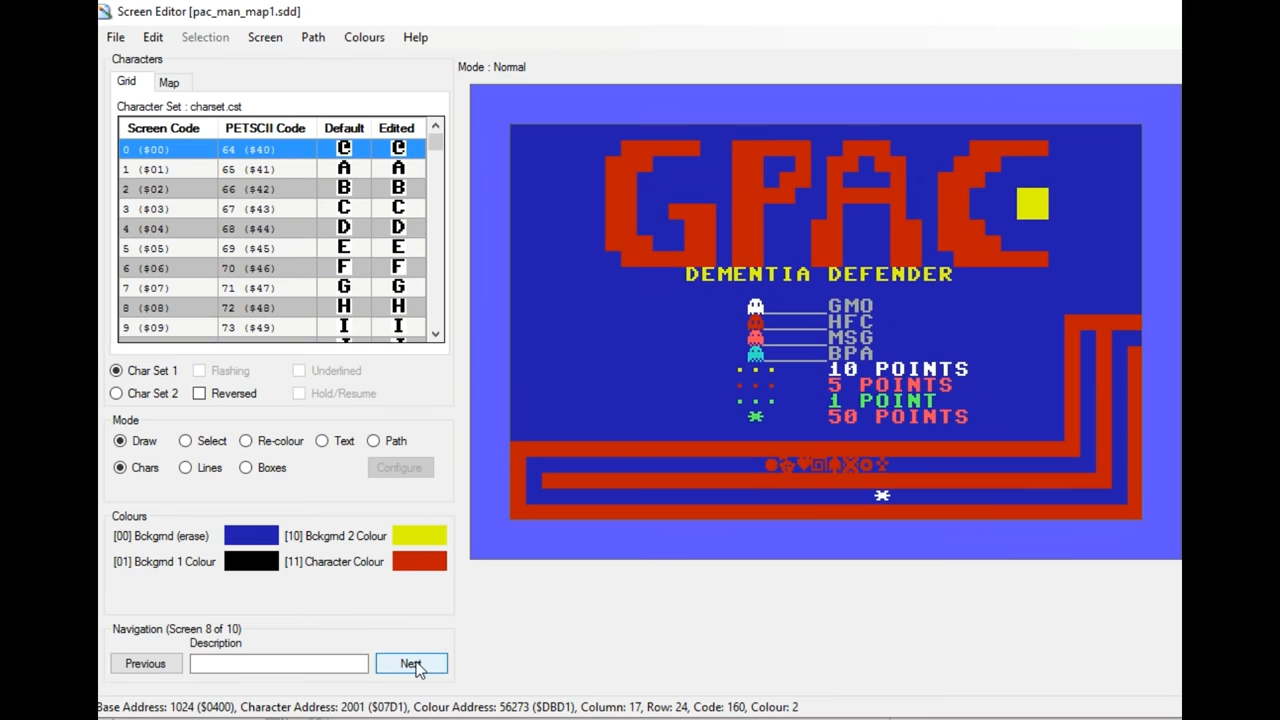 Screen Editor [pac_man_map1.sdd]
File Edit Selection Screen Path Colours Help
Characters
Grid Map
Character Set : charset.cst
Screen Code PETSCII Code Default Edited
0 ($00) 64 ($40) @ @
1 ($01) 65 ($41) A A
2 ($02) 66 ($42) B B
3 ($03) 67 ($43) C C
4 ($04) 68 ($44) D D
5 ($05) 69 ($45) E E
6 ($06) 70 ($46) F F
7 ($07) 71 ($47) G G
8 ($08) 72 ($48) H H
9 ($09) 73 ($49) I I
Char Set 1 Flashing Underlined
Char Set 2 Reversed Hold/Resume
Mode
Draw Select Re-colour Text Path
Chars Lines Boxes Configure
Colours
[00] Bckgrnd (erase) [10] Bckgrnd 2 Colour
[01] Bckgrnd 1 Colour [11] Character Colour
Navigation (Screen 8 of 10)
Description
Previous Next
Mode : Normal
GPAC
DEMENTIA DEFENDER
GMO
HFC
MSG
BPA
10 POINTS
5 POINTS
1 POINT
50 POINTS
Base Address: 1024 ($0400), Character Address: 2001 ($07D1), Colour Address: 56273 ($DBD1), Column: 17, Row: 24, Code: 160, Colour: 2